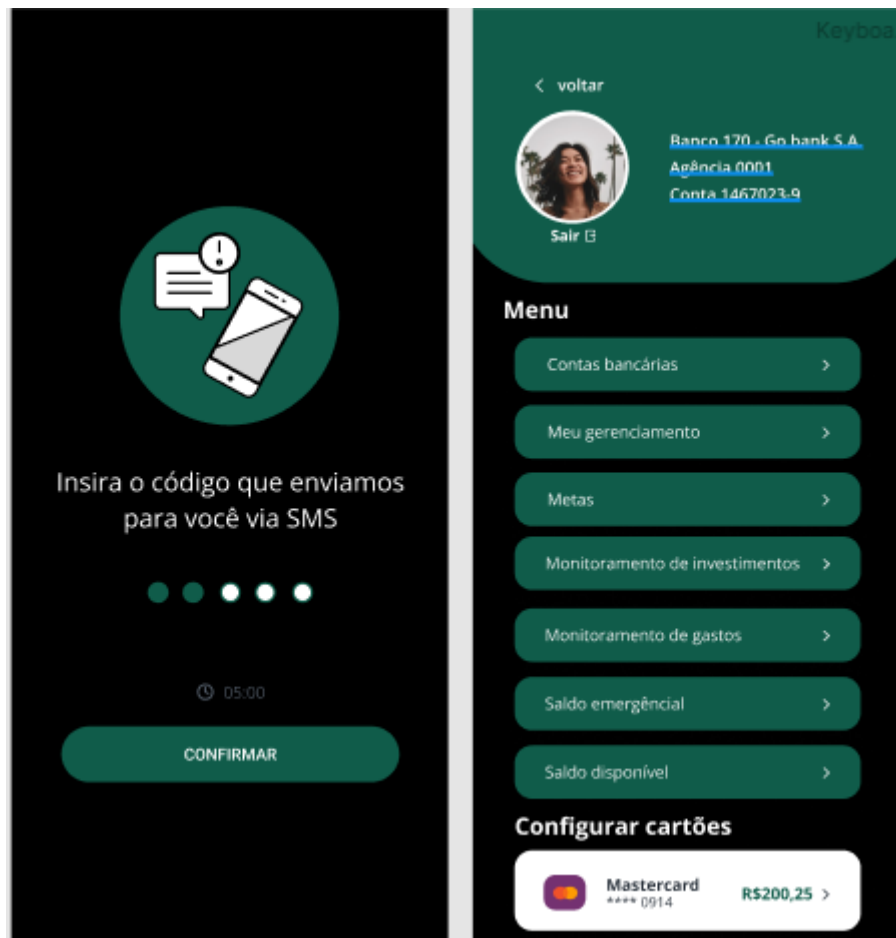 Insira o código que enviamos
para você via SMS
05:00
CONFIRMAR
Keyboa
voltar
Banco 170 - Go bank S.A.
Agência 0001
Conta 1467023-9
Sair
Menu
Contas bancárias
Meu gerenciamento
Metas
Monitoramento de investimentos
Monitoramento de gastos
Saldo emergêncial
Saldo disponível
Configurar cartões
Mastercard
**** 0914
R$200,25